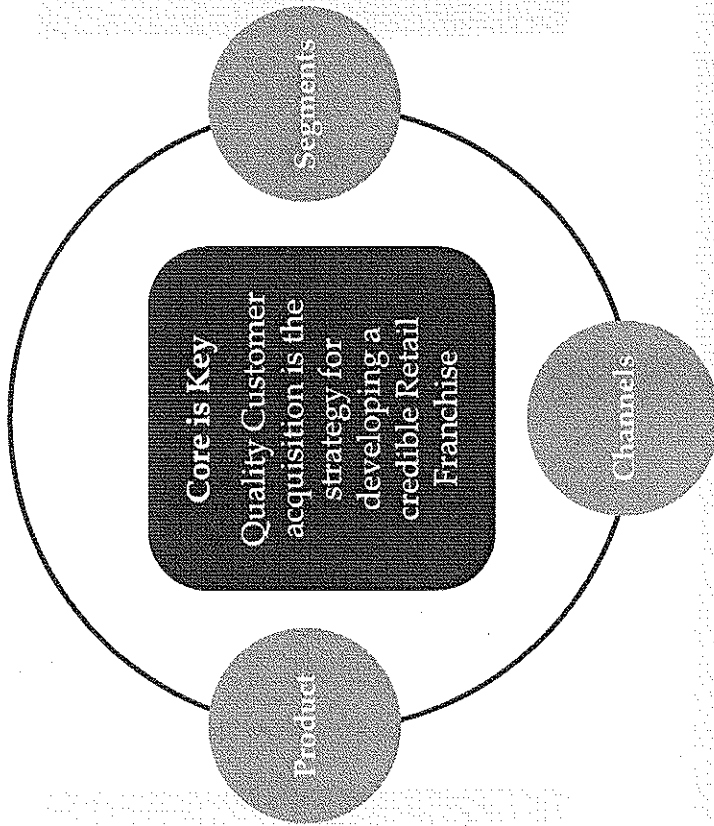 Segments
Core is Key
Quality Customer
acquisition is the
strategy for
developing a
credible Retail
Franchise
Product
Channels